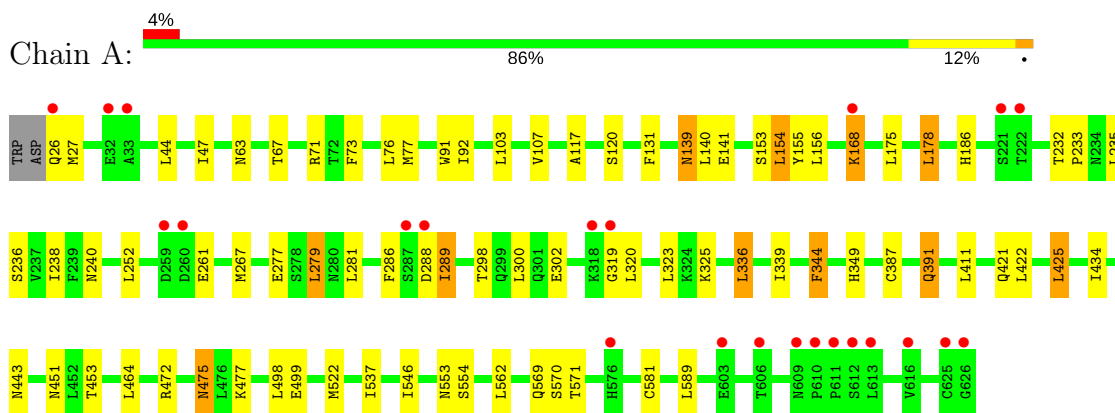 4%
Chain A:
86% 12% •
TRP ASP Q26 M27 E32 A33 L44 I47 N63 T67 R71 T72 F73 L76 M77 W91 I92 L103 V107 A117 S120 F131 N139 L140 E141 S153 L154 Y155 L156 K168 L175 L178 H186 S221 T222 T232 P233 N234 L235
S236 V237 I238 F239 N240 L252 D259 D260 E261 M267 E277 S278 L279 N280 L281 F286 S287 D288 I289 T298 Q299 L300 Q301 E302 K318 G319 L320 L323 K324 K325 L336 I339 F344 H349 C387 Q391 L411 Q421 L422 L425 I434
N443 N451 L452 T453 L464 R472 N475 L476 K477 L498 E499 M522 I537 I546 N553 S554 L562 Q569 S570 T571 H576 C581 L589 E603 T606 N609 P610 P611 S612 L613 V616 C625 G626